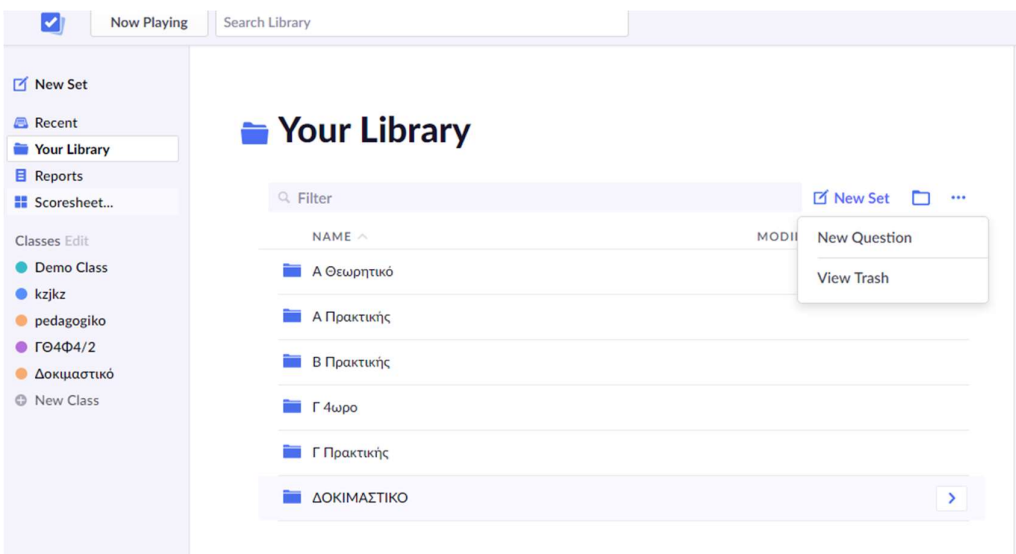 Now Playing
Search Library
New Set
Recent
Your Library
Reports
Scoresheet...
Classes Edit
Demo Class
kzjkz
pedagogiko
ΓΘ4Φ4/2
Δοκιμαστικό
New Class
Your Library
Filter
New Set
NAME
MODI
New Question
View Trash
Α Θεωρητικό
Α Πρακτικής
Β Πρακτικής
Γ 4ωρο
Γ Πρακτικής
ΔΟΚΙΜΑΣΤΙΚΟ